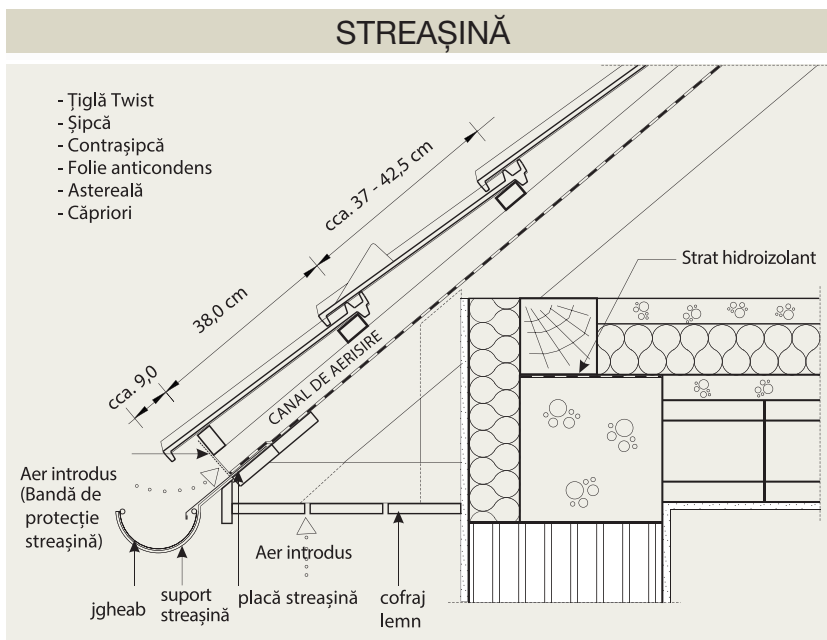 STREAȘINĂ
- Țiglă Twist
- Șipcă
- Contrașipcă
- Folie anticondens
- Astereală
- Căpriori
cca. 37 - 42,5 cm
38,0 cm
cca. 9,0
CANAL DE AERISIRE
Strat hidroizolant
Aer introdus
(Bandă de
protecție
streașină)
Aer introdus
jgheab
suport
streașină
placă streașină
cofraj
lemn